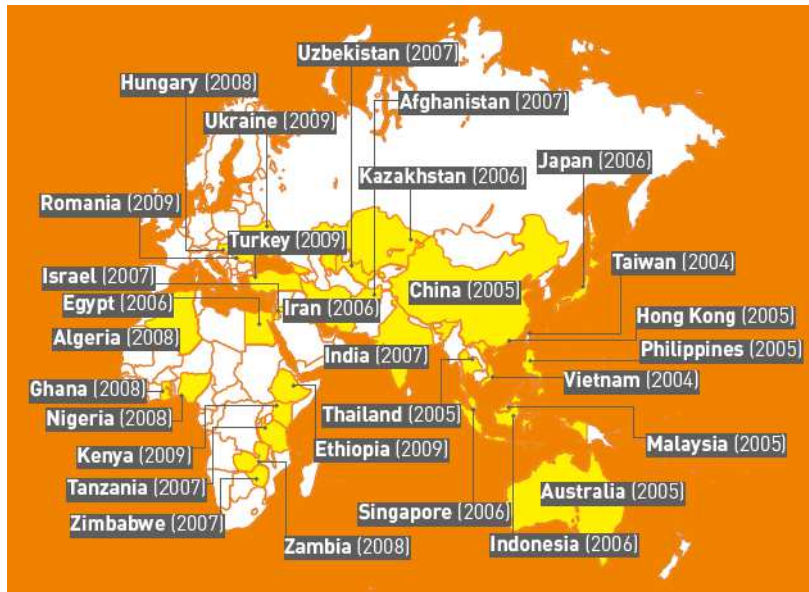 Uzbekistan (2007)
Hungary (2008)
Afghanistan (2007)
Ukraine (2009)
Japan (2006)
Kazakhstan (2006)
Romania (2009)
Turkey (2009)
Taiwan (2004)
Israel (2007)
China (2005)
Egypt (2006)
Iran (2006)
Hong Kong (2005)
Algeria (2008)
Philippines (2005)
India (2007)
Vietnam (2004)
Ghana (2008)
Thailand (2005)
Nigeria (2008)
Ethiopia (2009)
Malaysia (2005)
Kenya (2009)
Tanzania (2007)
Australia (2005)
Singapore (2006)
Zimbabwe (2007)
Zambia (2008)
Indonesia (2006)